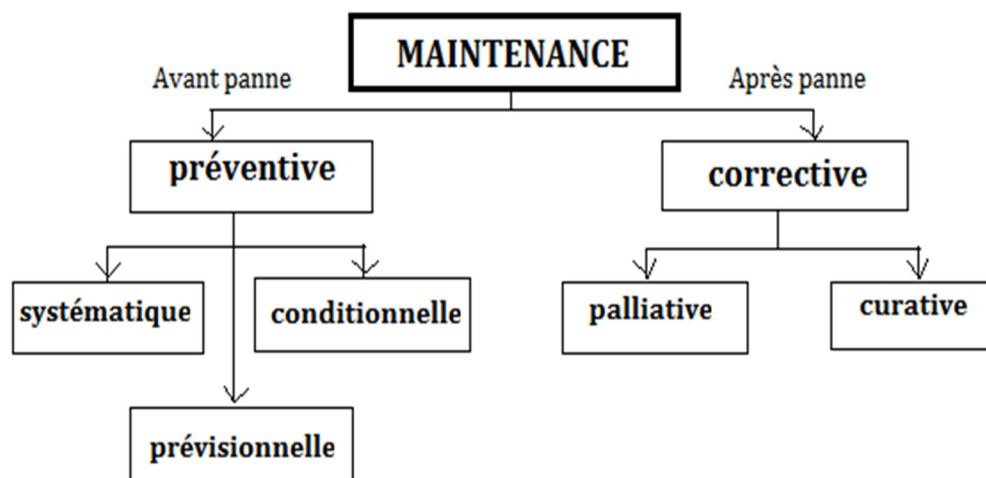 MAINTENANCE
Avant panne
Après panne
préventive
corrective
systématique
conditionnelle
palliative
curative
prévisionnelle